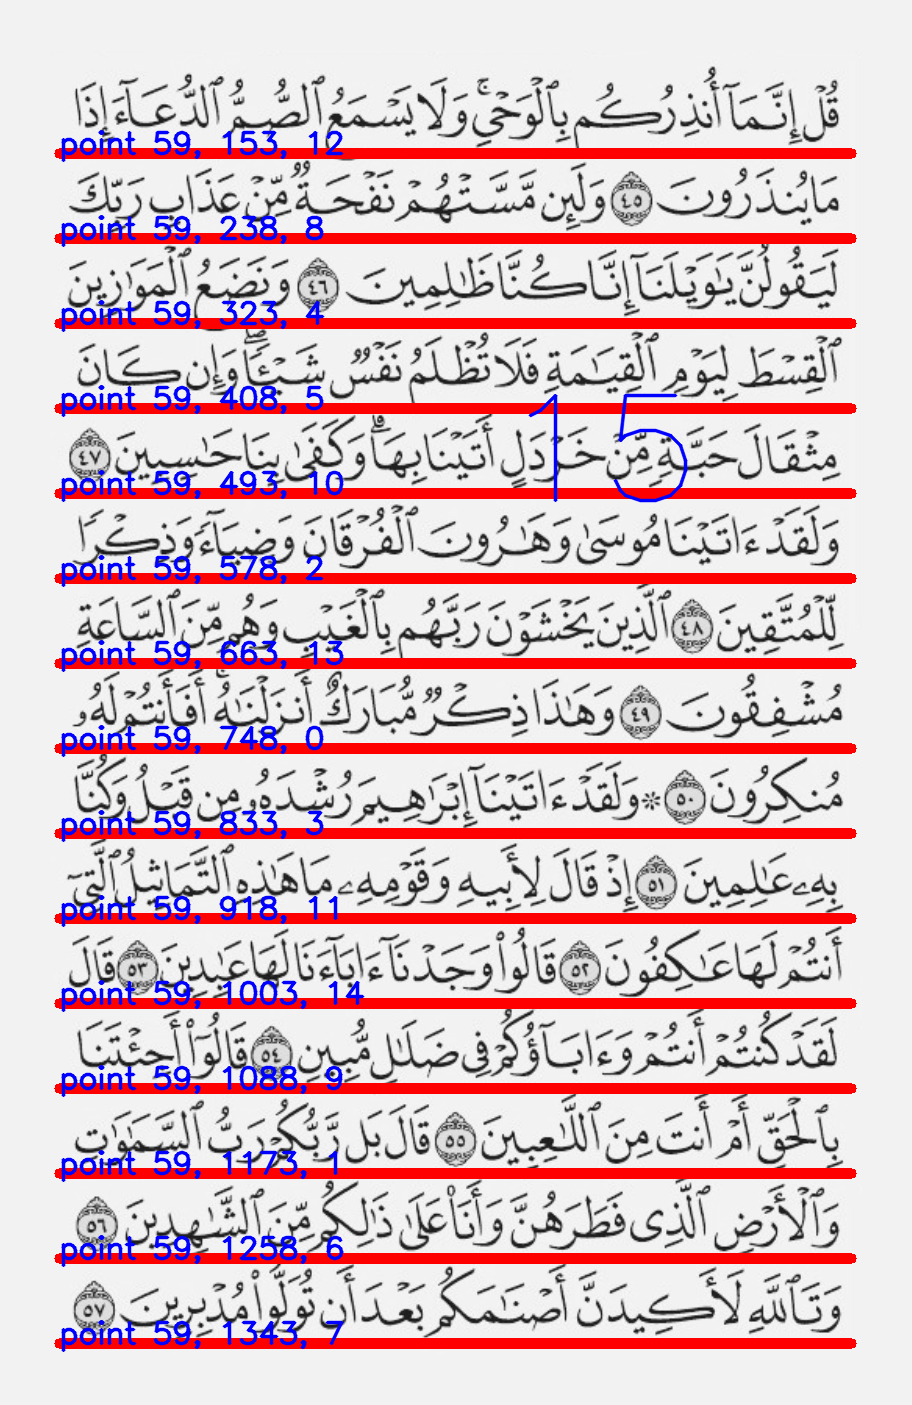 قُلْ إِنَّمَآ أُنذِرُكُم بِٱلْوَحْىِ ۚ وَلَا يَسْمَعُ ٱلصُّمُّ ٱلدُّعَآءَ إِذَا
point 59, 153, 12
مَا يُنذَرُونَ ٤٥ وَلَئِن مَّسَّتْهُمْ نَفْحَةٌ مِّنْ عَذَابِ رَبِّكَ
point 59, 238, 8
لَيَقُولُنَّ يَٰوَيْلَنَآ إِنَّا كُنَّا ظَٰلِمِينَ ٤٦ وَنَضَعُ ٱلْمَوَٰزِينَ
point 59, 323, 4
ٱلْقِسْطَ لِيَوْمِ ٱلْقِيَٰمَةِ فَلَا تُظْلَمُ نَفْسٌ شَيْـًٔا ۖ وَإِن كَانَ
point 59, 408, 5
15
مِثْقَالَ حَبَّةٍ مِّنْ خَرْدَلٍ أَتَيْنَا بِهَا ۗ وَكَفَىٰ بِنَا حَٰسِبِينَ ٤٧
point 59, 493, 10
وَلَقَدْ ءَاتَيْنَا مُوسَىٰ وَهَٰرُونَ ٱلْفُرْقَانَ وَضِيَآءً وَذِكْرًا
point 59, 578, 2
لِّلْمُتَّقِينَ ٤٨ ٱلَّذِينَ يَخْشَوْنَ رَبَّهُم بِٱلْغَيْبِ وَهُم مِّنَ ٱلسَّاعَةِ
point 59, 663, 13
مُشْفِقُونَ ٤٩ وَهَٰذَا ذِكْرٌ مُّبَارَكٌ أَنزَلْنَٰهُ ۚ أَفَأَنتُمْ لَهُۥ
point 59, 748, 0
مُنكِرُونَ ٥٠ ۞ وَلَقَدْ ءَاتَيْنَآ إِبْرَٰهِيمَ رُشْدَهُۥ مِن قَبْلُ وَكُنَّا
point 59, 833, 3
بِهِۦ عَٰلِمِينَ ٥١ إِذْ قَالَ لِأَبِيهِ وَقَوْمِهِۦ مَا هَٰذِهِ ٱلتَّمَاثِيلُ ٱلَّتِىٓ
point 59, 918, 11
أَنتُمْ لَهَا عَٰكِفُونَ ٥٢ قَالُوا۟ وَجَدْنَآ ءَابَآءَنَا لَهَا عَٰبِدِينَ ٥٣ قَالَ
point 59, 1003, 14
لَقَدْ كُنتُمْ أَنتُمْ وَءَابَآؤُكُمْ فِى ضَلَٰلٍ مُّبِينٍ ٥٤ قَالُوٓا۟ أَجِئْتَنَا
point 59, 1088, 9
بِٱلْحَقِّ أَمْ أَنتَ مِنَ ٱللَّٰعِبِينَ ٥٥ قَالَ بَل رَّبُّكُمْ رَبُّ ٱلسَّمَٰوَٰتِ
point 59, 1173, 1
وَٱلْأَرْضِ ٱلَّذِى فَطَرَهُنَّ وَأَنَا۠ عَلَىٰ ذَٰلِكُم مِّنَ ٱلشَّٰهِدِينَ ٥٦
point 59, 1258, 6
وَتَٱللَّهِ لَأَكِيدَنَّ أَصْنَٰمَكُم بَعْدَ أَن تُوَلُّوا۟ مُدْبِرِينَ ٥٧
point 59, 1343, 7